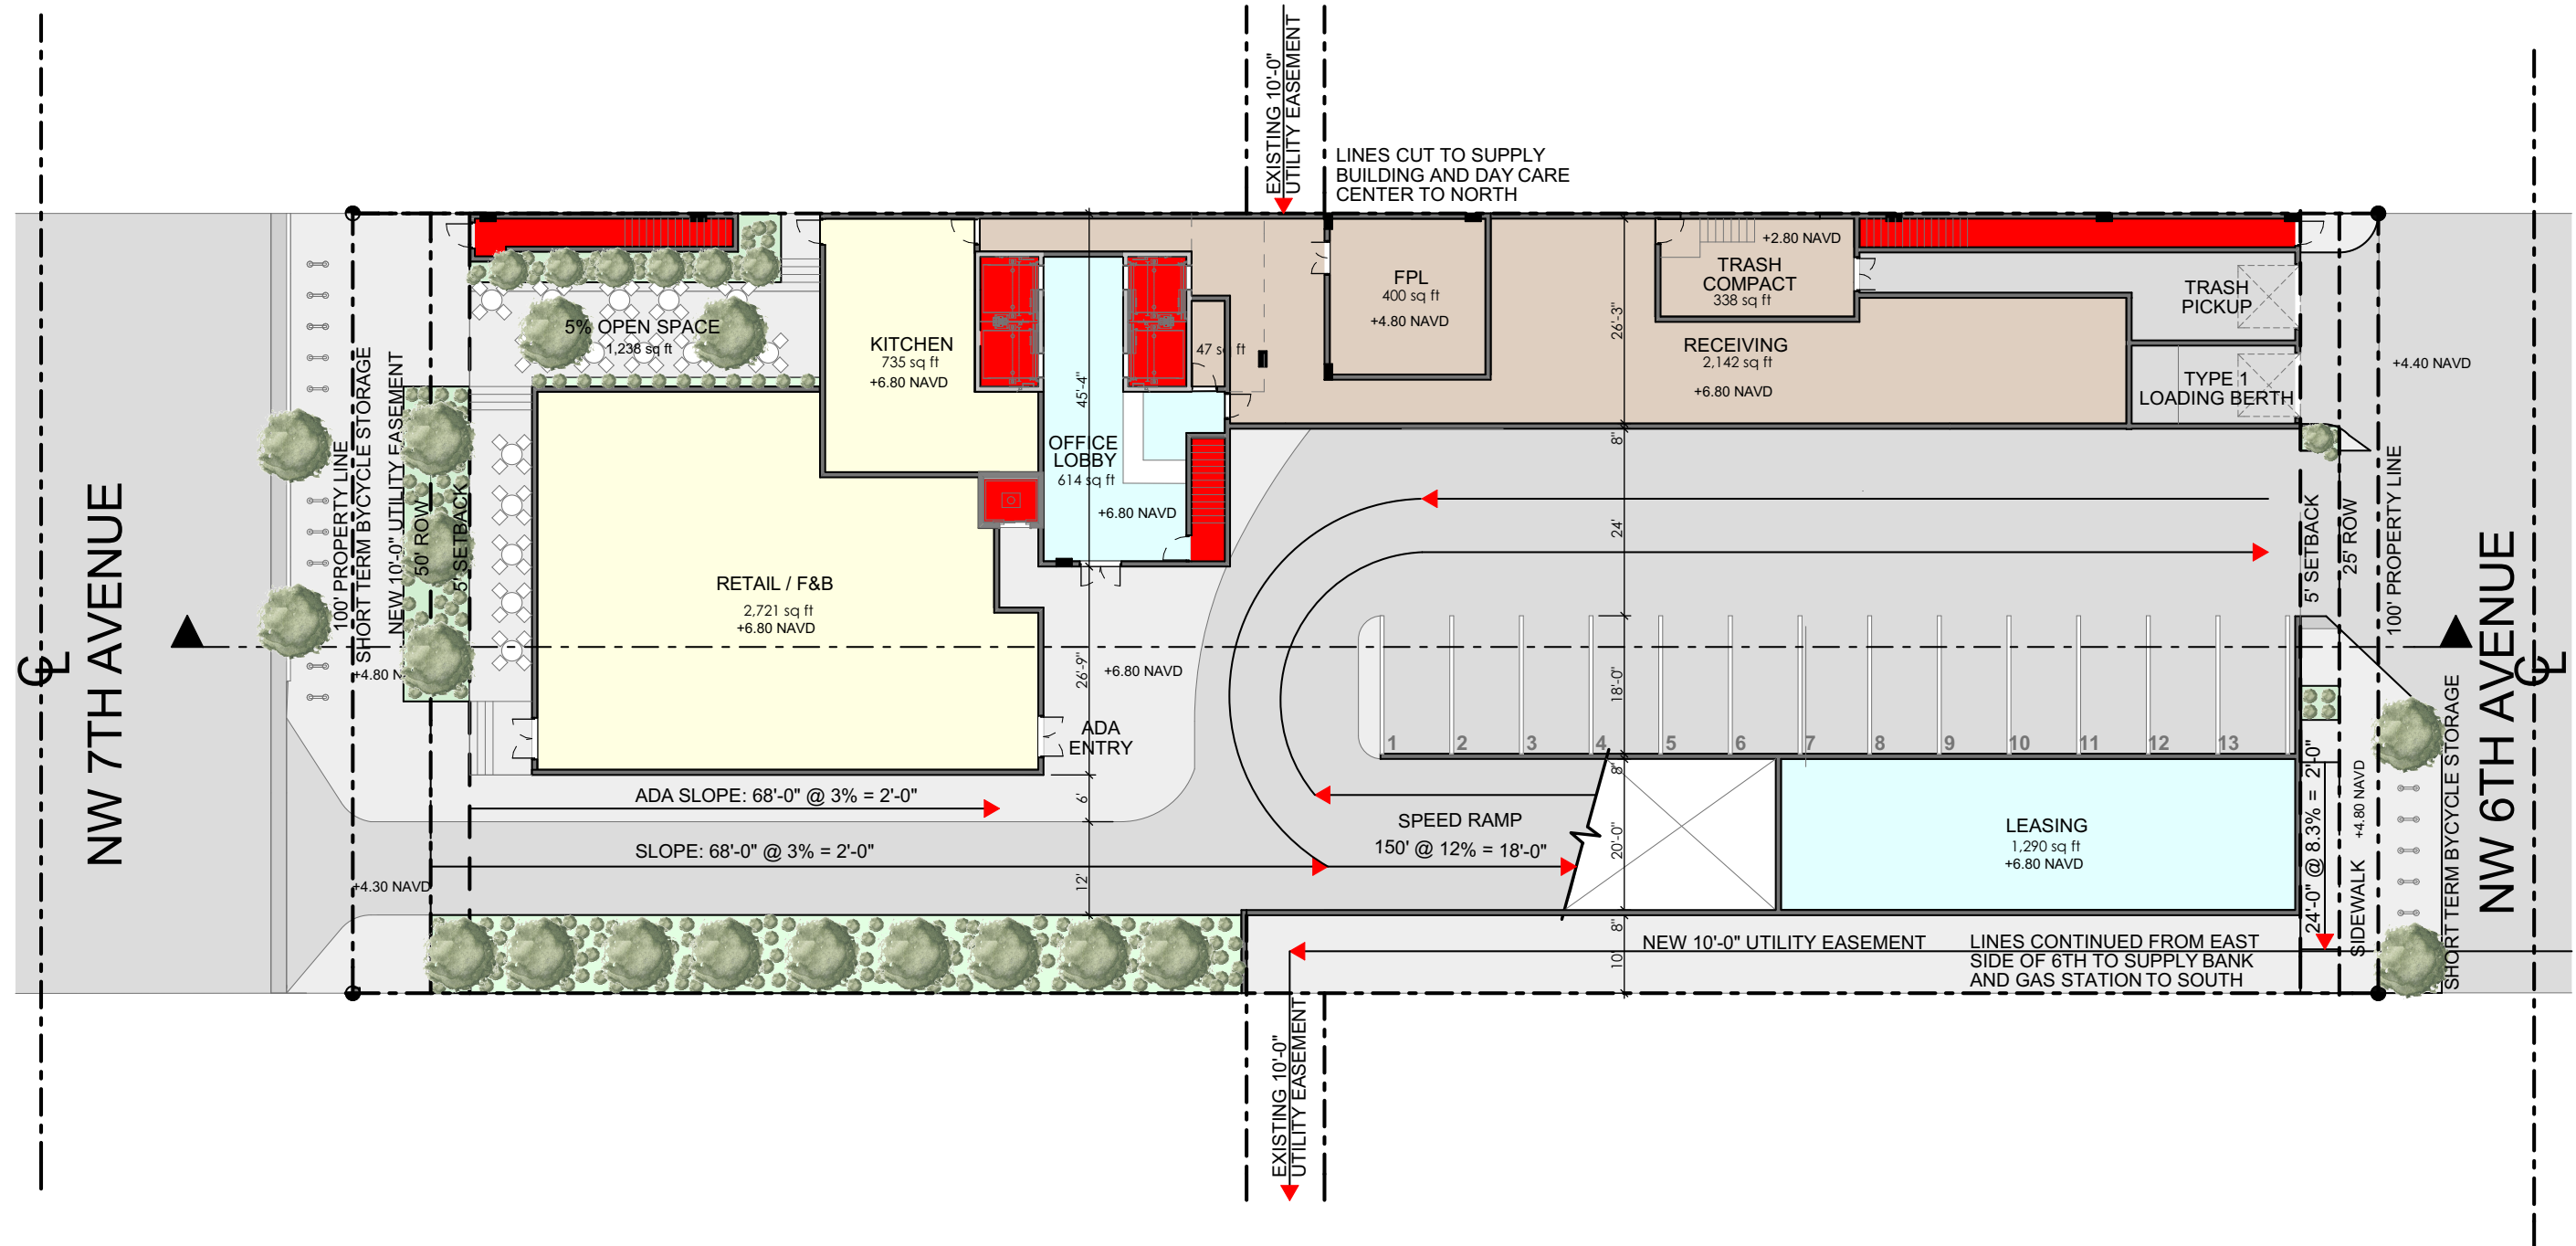 EXISTING 10'-0"
UTILITY EASEMENT
LINES CUT TO SUPPLY
BUILDING AND DAY CARE
CENTER TO NORTH
NW 7TH AVENUE
CL
100' PROPERTY LINE
SHORT TERM BYCYCLE STORAGE
NEW 10'-0" UTILITY EASEMENT
50' ROW
5' SETBACK
+4.80 N
+4.30 NAVD
5% OPEN SPACE
1,238 sq ft
KITCHEN
735 sq ft
+6.80 NAVD
RETAIL / F&B
2,721 sq ft
+6.80 NAVD
OFFICE
LOBBY
614 sq ft
+6.80 NAVD
45'-4"
47 sq ft
26'-9"
+6.80 NAVD
ADA
ENTRY
6'
12'
ADA SLOPE: 68'-0" @ 3% = 2'-0"
SLOPE: 68'-0" @ 3% = 2'-0"
FPL
400 sq ft
+4.80 NAVD
26'-3"
+2.80 NAVD
TRASH
COMPACT
338 sq ft
RECEIVING
2,142 sq ft
+6.80 NAVD
TRASH
PICKUP
TYPE 1
LOADING BERTH
8"
24'
18'-0"
8"
20'-0"
8"
10'
1 2 3 4 5 6 7 8 9 10 11 12 13
SPEED RAMP
150' @ 12% = 18'-0"
LEASING
1,290 sq ft
+6.80 NAVD
NEW 10'-0" UTILITY EASEMENT
LINES CONTINUED FROM EAST
SIDE OF 6TH TO SUPPLY BANK
AND GAS STATION TO SOUTH
EXISTING 10'-0"
UTILITY EASEMENT
+4.40 NAVD
5' SETBACK
25' ROW
100' PROPERTY LINE
24'-0" @ 8.3% = 2'-0"
SIDEWALK
+4.80 NAVD
SHORT TERM BYCYCLE STORAGE
NW 6TH AVENUE
CL